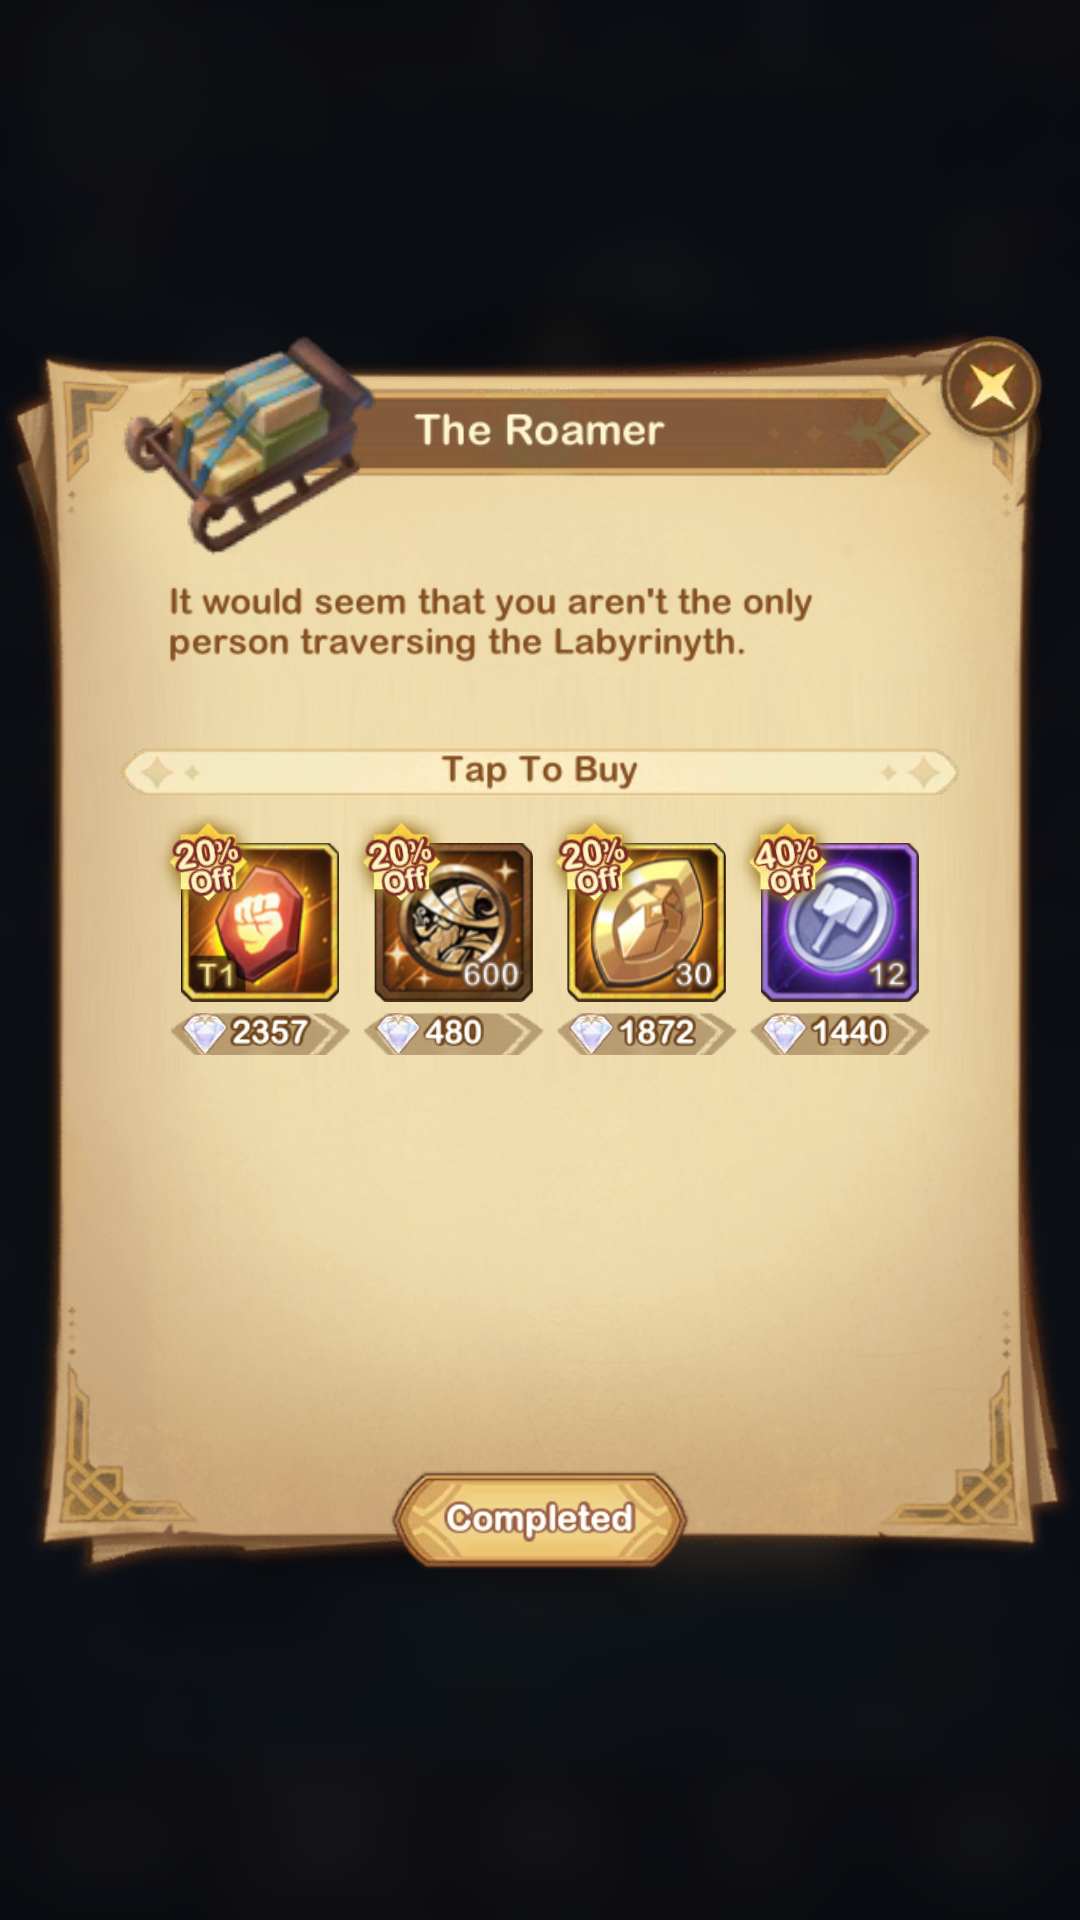 The Roamer
It would seem that you aren't the only
person traversing the Labyrinyth.
Tap To Buy
20% Off
20% Off
20% Off
40% Off
T1
600
30
12
2357
480
1872
1440
Completed